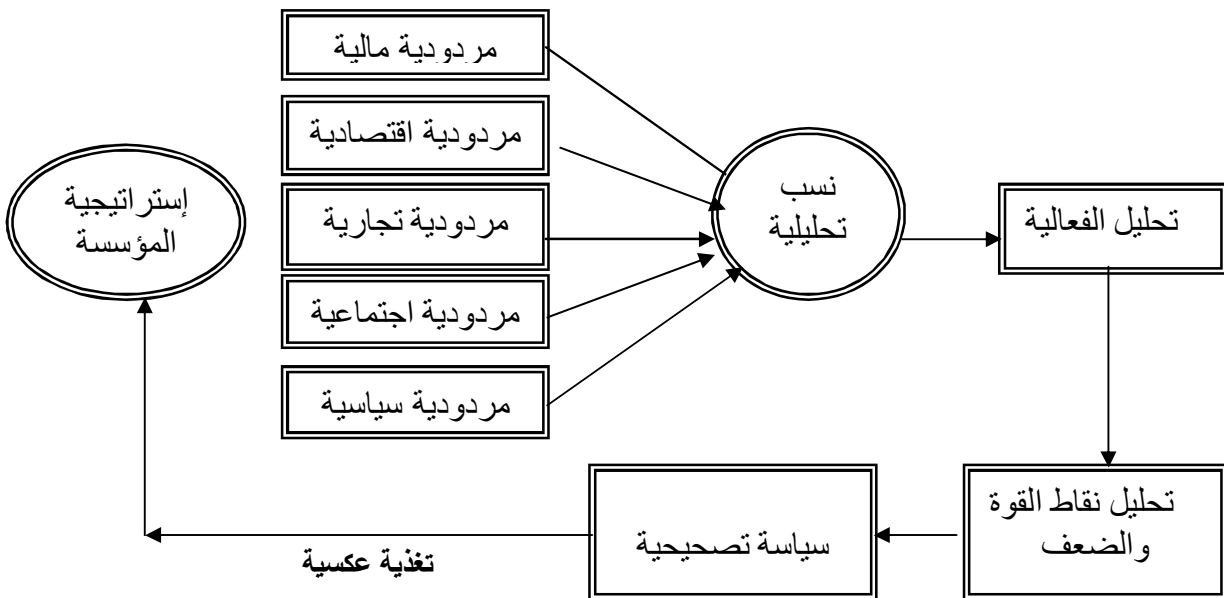 مردودية مالية
مردودية اقتصادية
مردودية تجارية
مردودية اجتماعية
مردودية سياسية
نسب
تحليلية
تحليل الفعالية
إستراتيجية
المؤسسة
تحليل نقاط القوة
والضعف
سياسة تصحيحية
تغذية عكسية